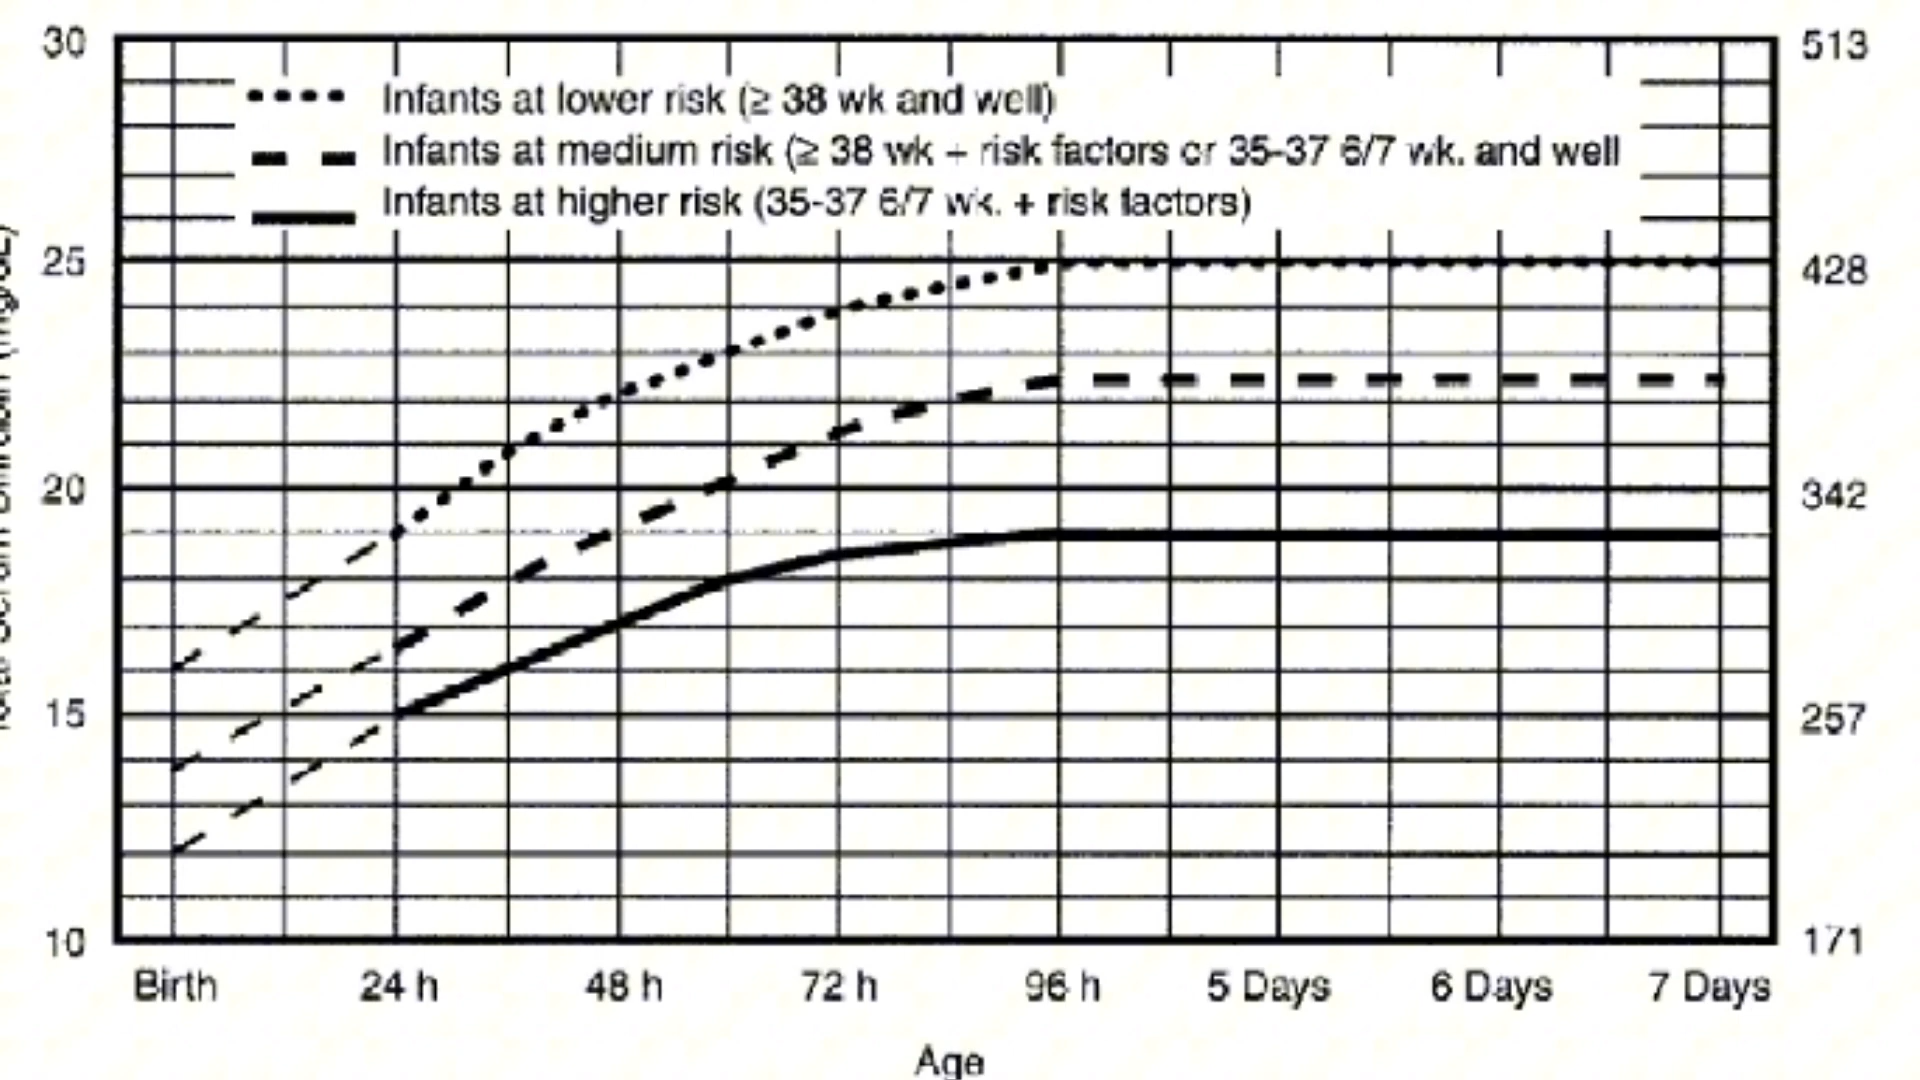 30
513
Infants at lower risk (≥ 38 wk and well)
Infants at medium risk (≥ 38 wk + risk factors or 35-37 6/7 wk. and well
Infants at higher risk (35-37 6/7 wk. + risk factors)
25
428
20
342
15
257
10
171
Birth 24 h 48 h 72 h 96 h 5 Days 6 Days 7 Days
Age